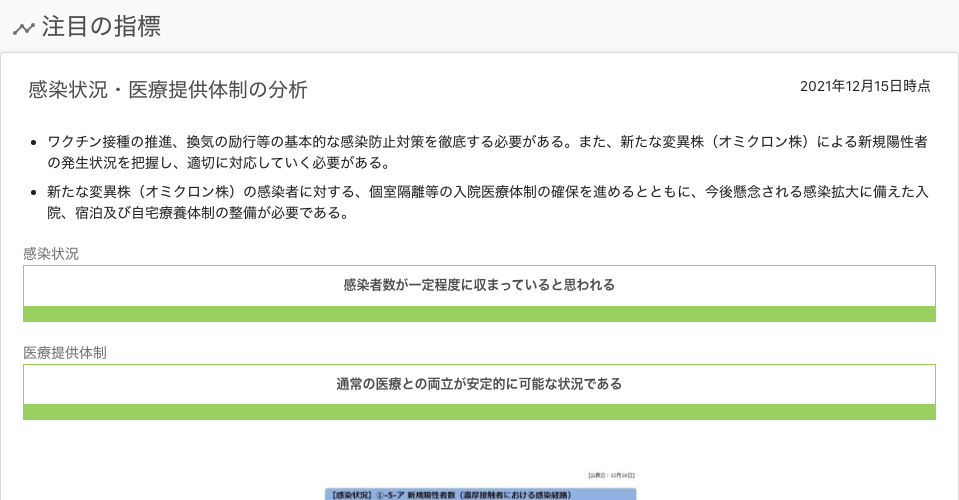 注目の指標
感染状況・医療提供体制の分析
2021年12月15日時点
ワクチン接種の推進、換気の励行等の基本的な感染防止対策を徹底する必要がある。また、新たな変異株（オミクロン株）による新規陽性者
の発生状況を把握し、適切に対応していく必要がある。
新たな変異株（オミクロン株）の感染者に対する、個室隔離等の入院医療体制の確保を進めるとともに、今後懸念される感染拡大に備えた入
院、宿泊及び自宅療養体制の整備が必要である。
感染状況
感染者数が一定程度に収まっていると思われる
医療提供体制
通常の医療との両立が安定的に可能な状況である
【感染状況】①-5-ア 新規陽性者数（濃厚接触者における感染経路）